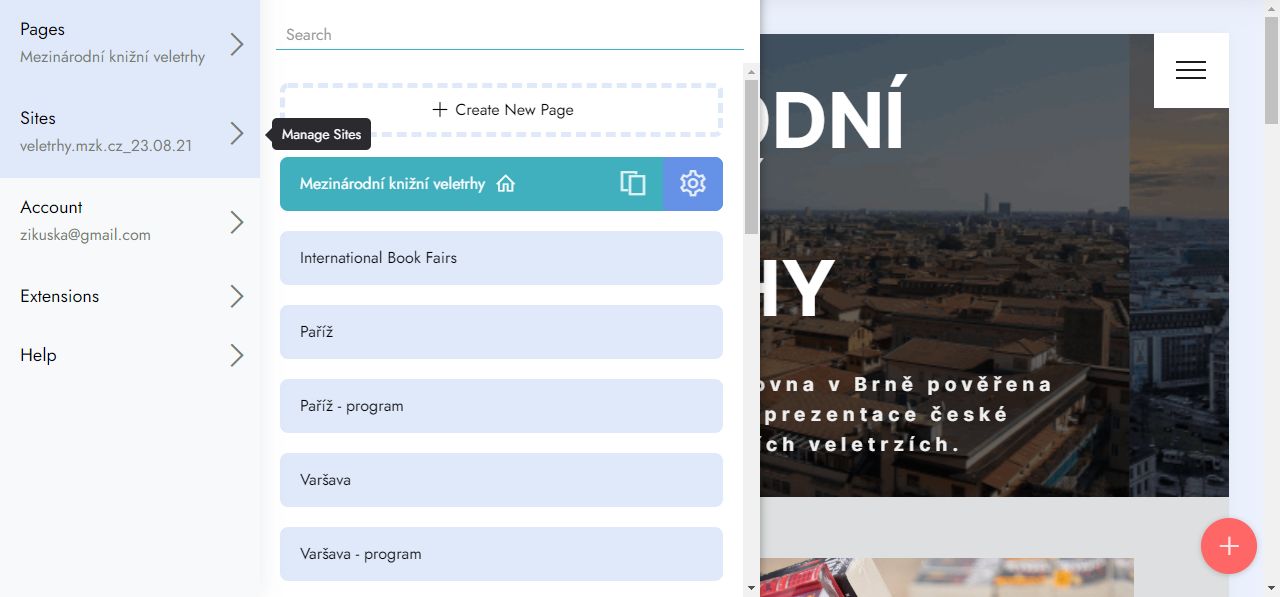 Pages
Mezinárodní knižní veletrhy
Sites
veletrhy.mzk.cz_23.08.21
Manage Sites
Account
zikuska@gmail.com
Extensions
Help
Search
Create New Page
Mezinárodní knižní veletrhy
International Book Fairs
Paříž
Paříž - program
Varšava
Varšava - program
ODNÍ
HY
ovna v Brně pověřena
prezentace české
ích veletrzích.